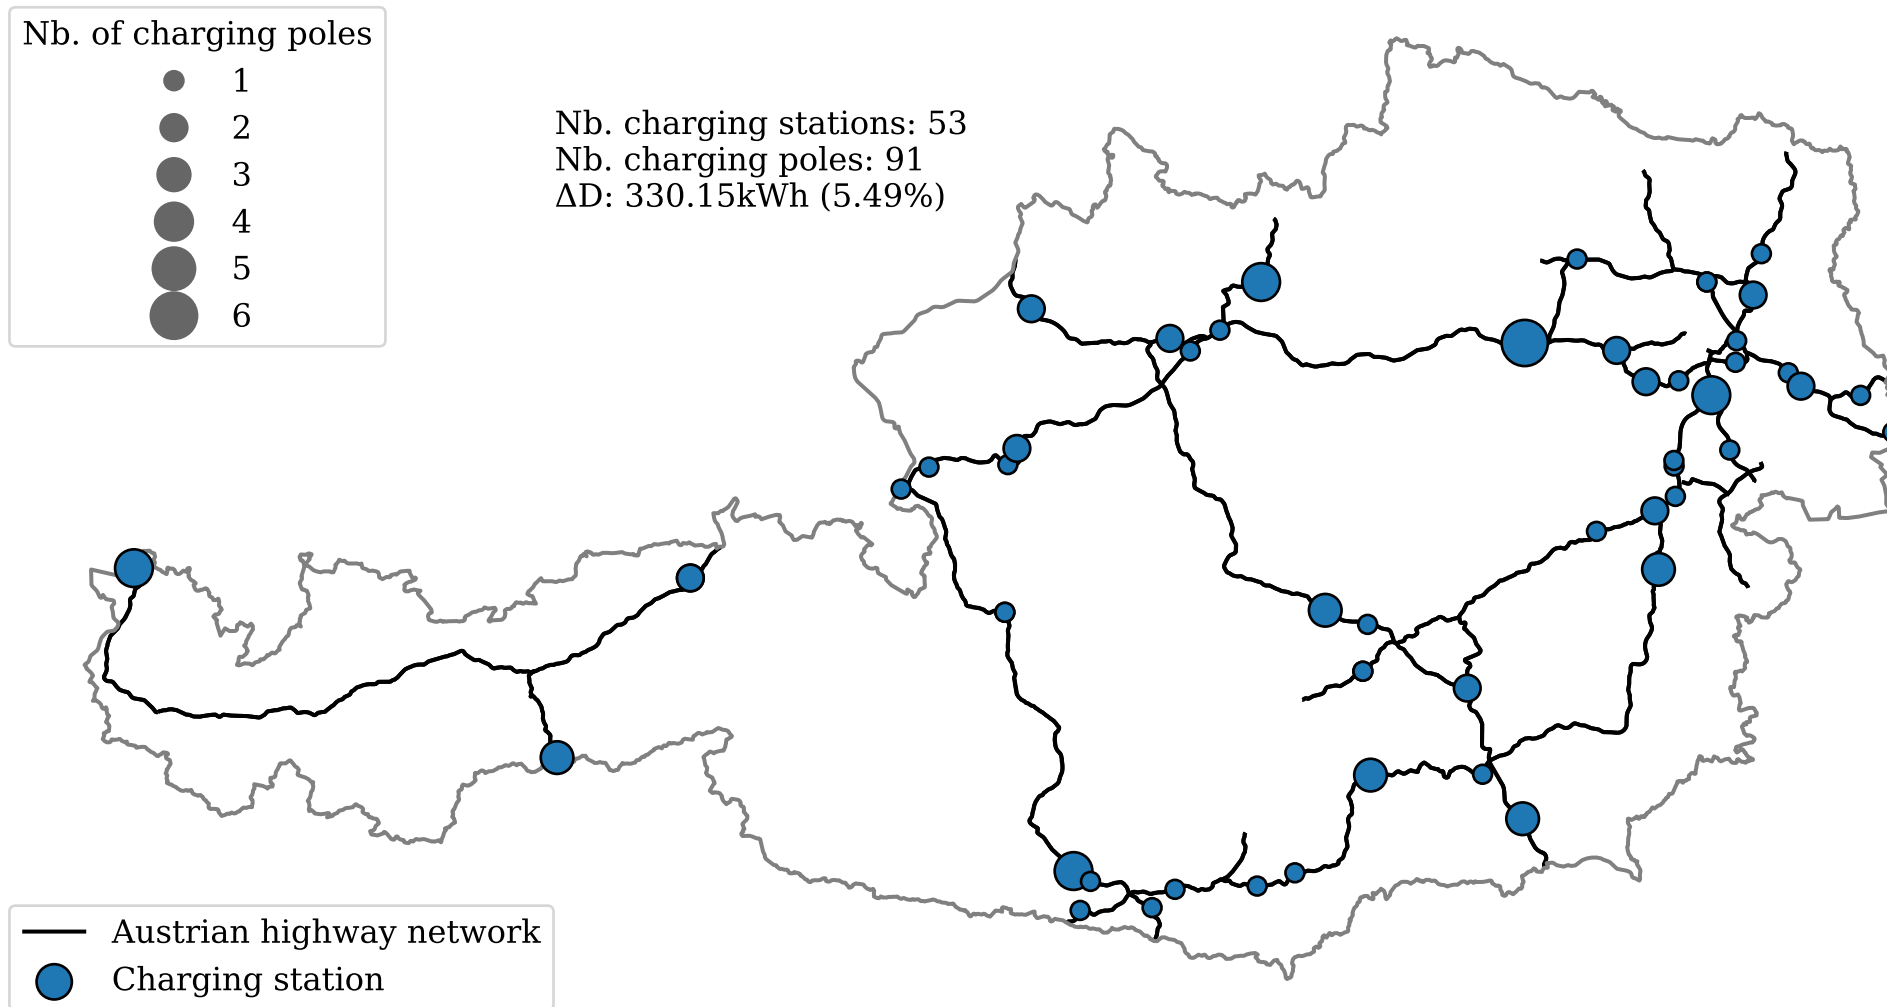 Nb. of charging poles
1
2
3
4
5
6
Nb. charging stations: 53
Nb. charging poles: 91
ΔD: 330.15kWh (5.49%)
Austrian highway network
Charging station